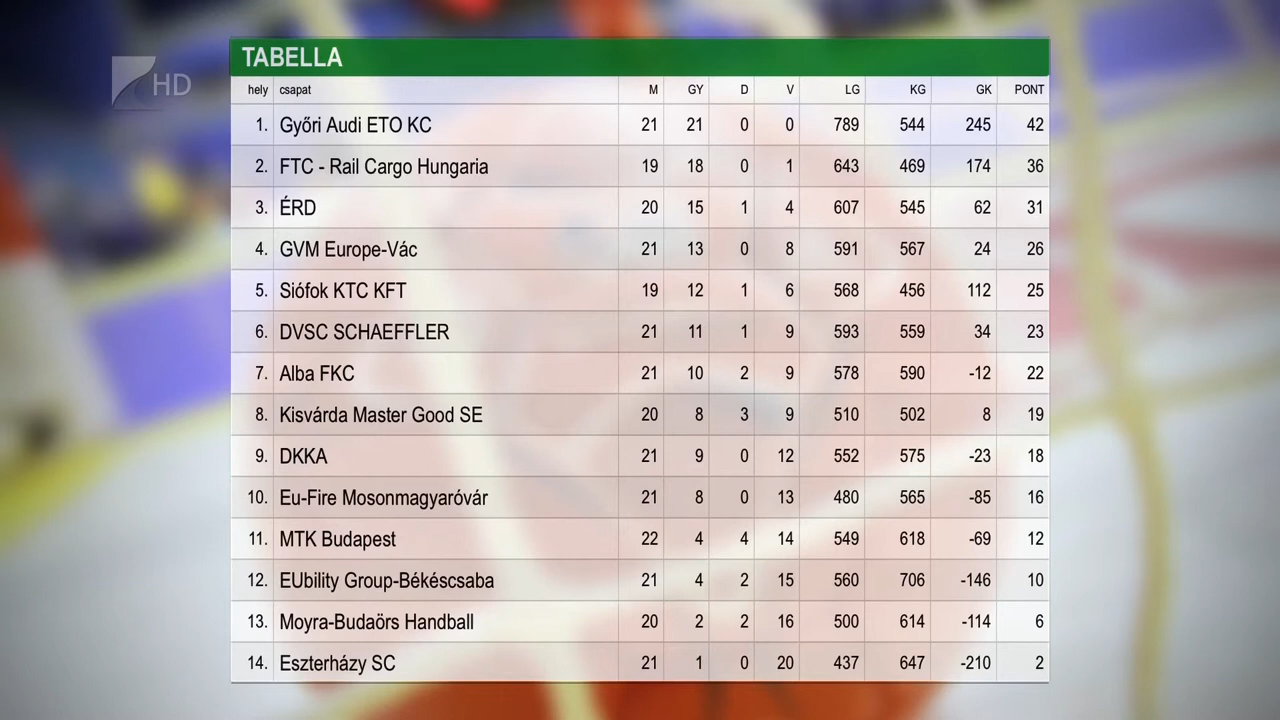 HD
TABELLA
hely csapat M GY D V LG KG GK PONT
1. Győri Audi ETO KC 21 21 0 0 789 544 245 42
2. FTC - Rail Cargo Hungaria 19 18 0 1 643 469 174 36
3. ÉRD 20 15 1 4 607 545 62 31
4. GVM Europe-Vác 21 13 0 8 591 567 24 26
5. Siófok KTC KFT 19 12 1 6 568 456 112 25
6. DVSC SCHAEFFLER 21 11 1 9 593 559 34 23
7. Alba FKC 21 10 2 9 578 590 -12 22
8. Kisvárda Master Good SE 20 8 3 9 510 502 8 19
9. DKKA 21 9 0 12 552 575 -23 18
10. Eu-Fire Mosonmagyaróvár 21 8 0 13 480 565 -85 16
11. MTK Budapest 22 4 4 14 549 618 -69 12
12. EUbility Group-Békéscsaba 21 4 2 15 560 706 -146 10
13. Moyra-Budaörs Handball 20 2 2 16 500 614 -114 6
14. Eszterházy SC 21 1 0 20 437 647 -210 2